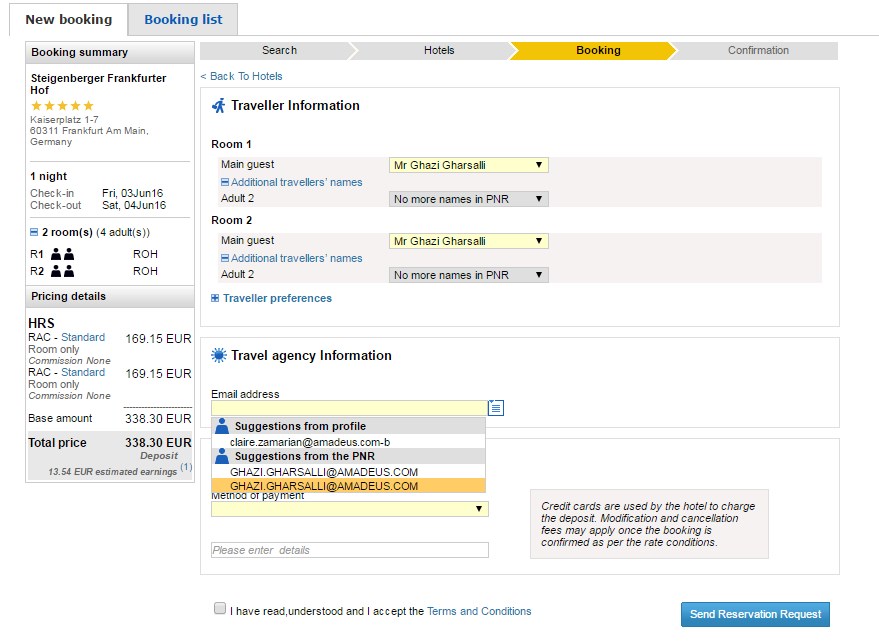 New booking
Booking list
Booking summary
Steigenberger Frankfurter
Hof
Kaiserplatz 1-7
60311 Frankfurt Am Main,
Germany
1 night
Check-in Fri, 03Jun16
Check-out Sat, 04Jun16
2 room(s) (4 adult(s))
R1 ROH
R2 ROH
Pricing details
HRS
RAC - Standard 169.15 EUR
Room only
Commission None
RAC - Standard 169.15 EUR
Room only
Commission None
Base amount 338.30 EUR
Total price 338.30 EUR
Deposit
13.54 EUR estimated earnings (1)
Search
Hotels
Booking
Confirmation
< Back To Hotels
Traveller Information
Room 1
Main guest Mr Ghazi Gharsalli
Additional travellers' names
Adult 2 No more names in PNR
Room 2
Main guest Mr Ghazi Gharsalli
Additional travellers' names
Adult 2 No more names in PNR
Traveller preferences
Travel agency Information
Email address
Suggestions from profile
claire.zamarian@amadeus.com-b
Suggestions from the PNR
GHAZI.GHARSALLI@AMADEUS.COM
GHAZI.GHARSALLI@AMADEUS.COM
Method of payment
Please enter details
Credit cards are used by the hotel to charge
the deposit. Modification and cancellation
fees may apply once the booking is
confirmed as per the rate conditions.
I have read,understood and I accept the Terms and Conditions
Send Reservation Request